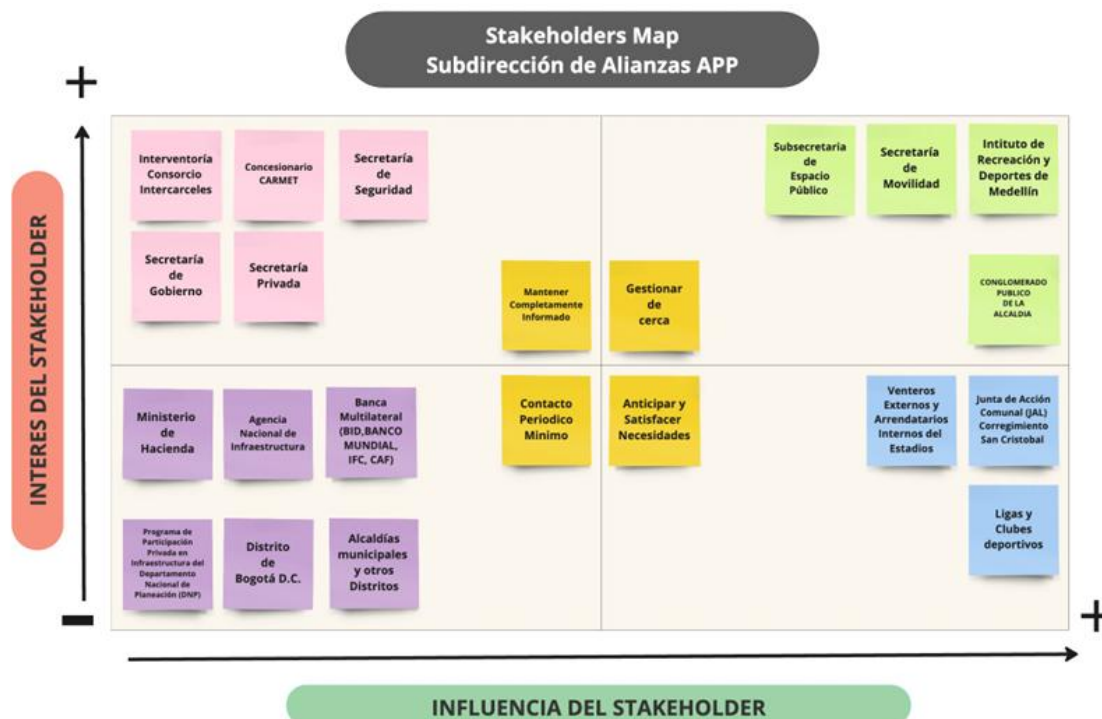 Stakeholders Map
Subdirección de Alianzas APP
+
INTERES DEL STAKEHOLDER
Interventoría
Consorcio
Intercarceles
Concesionario
CARMET
Secretaría
de
Seguridad
Subsecretaria
de
Espacio
Público
Secretaría
de
Movilidad
Intituto de
Recreación y
Deportes de
Medellín
Secretaría
de
Gobierno
Secretaría
Privada
Mantener
Completamente
Informado
Gestionar
de
cerca
CONGLOMERADO
PUBLICO
DE LA
ALCALDIA
Ministerio
de
Hacienda
Agencia
Nacional de
Infraestructura
Banca
Multilateral
(BID,BANCO
MUNDIAL,
IFC, CAF)
Contacto
Periodico
Minimo
Anticipar y
Satisfacer
Necesidades
Venteros
Externos y
Arrendatarios
Internos del
Estadios
Junta de Acción
Comunal (JAL)
Corregimiento
San Cristobal
Programa de
Participación
Privada en
Infraestructura del
Departamento
Nacional de
Planeación (DNP)
Distrito
de
Bogotá D.C.
Alcaldías
municipales
y otros
Distritos
Ligas y
Clubes
deportivos
-
+
INFLUENCIA DEL STAKEHOLDER